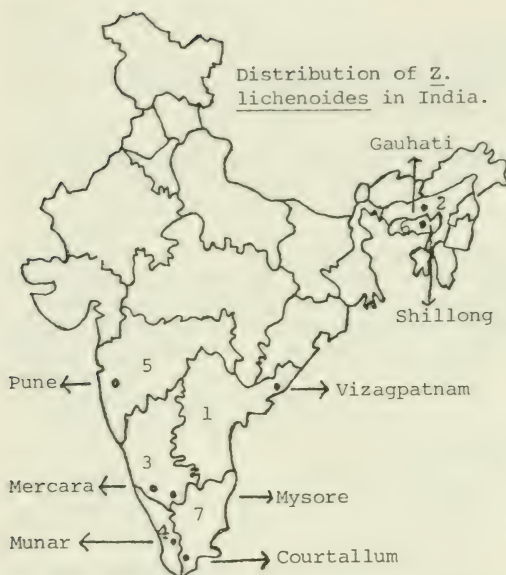 Distribution of Z.
lichenoides in India.
Gauhati
2
6
Shillong
Pune
5
Vizagpatnam
1
3
Mercara
Mysore
7
4
Munar
Courtallum